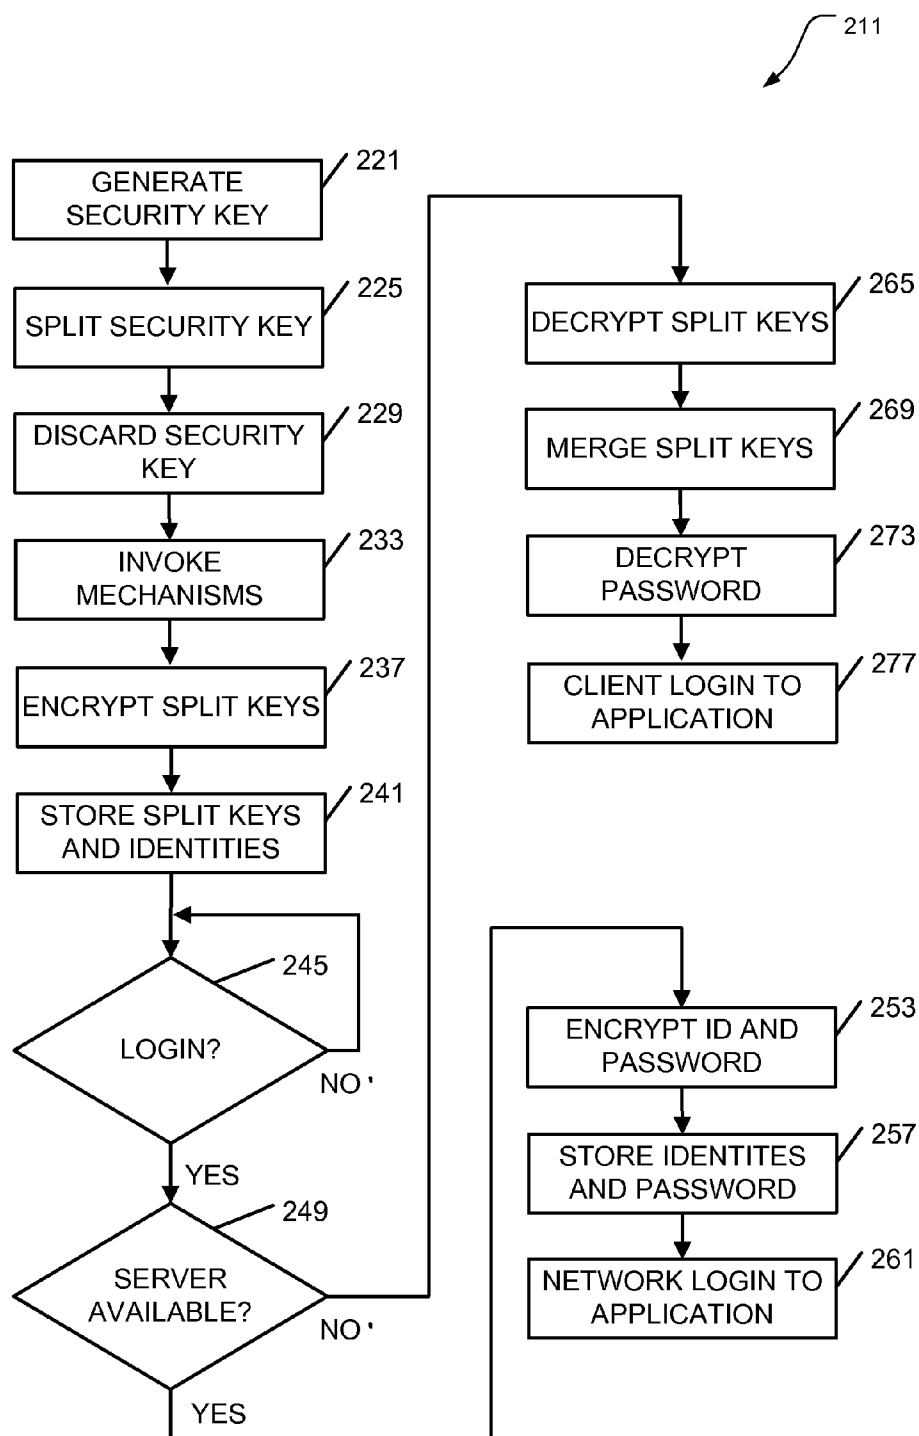 211
221
GENERATE
SECURITY KEY
225
SPLIT SECURITY KEY
229
DISCARD SECURITY
KEY
233
INVOKE
MECHANISMS
237
ENCRYPT SPLIT KEYS
241
STORE SPLIT KEYS
AND IDENTITIES
245
LOGIN?
NO
YES
249
SERVER
AVAILABLE?
NO
YES
265
DECRYPT SPLIT KEYS
269
MERGE SPLIT KEYS
273
DECRYPT
PASSWORD
277
CLIENT LOGIN TO
APPLICATION
253
ENCRYPT ID AND
PASSWORD
257
STORE IDENTITES
AND PASSWORD
261
NETWORK LOGIN TO
APPLICATION